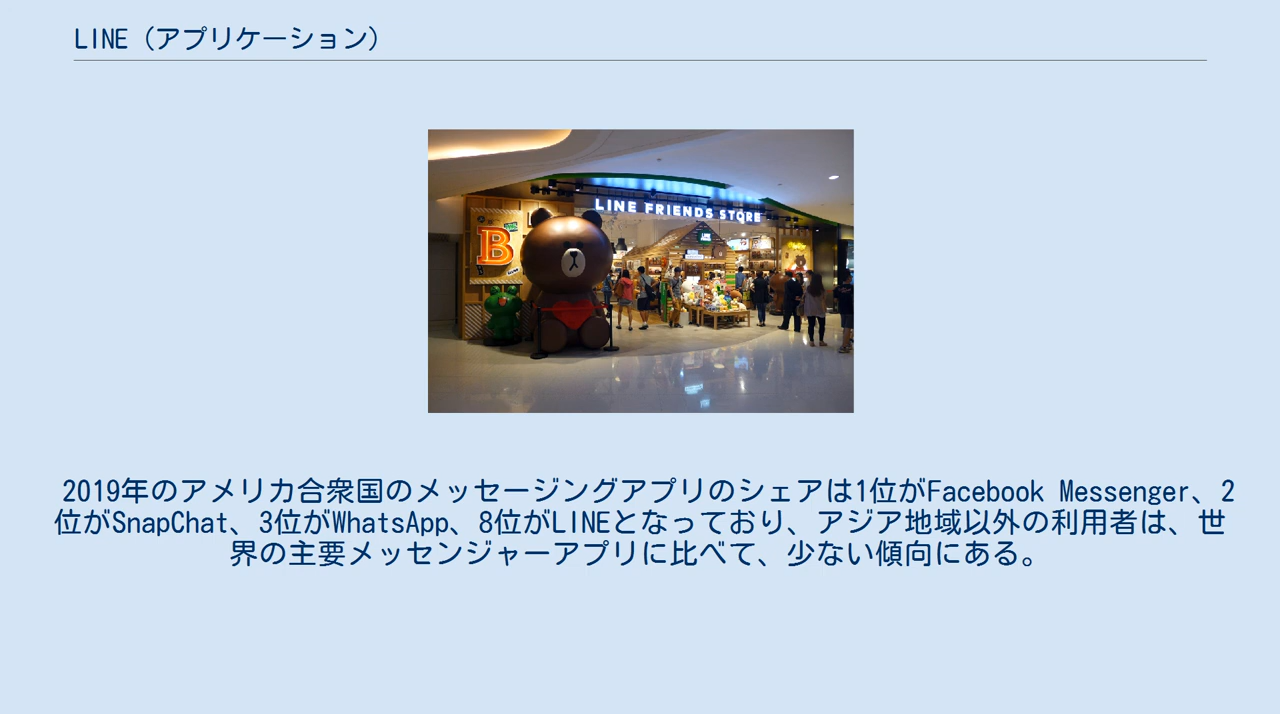 LINE（アプリケーション）
LINE FRIENDS STORE
B
2019年のアメリカ合衆国のメッセージングアプリのシェアは1位がFacebook Messenger、2
位がSnapChat、3位がWhatsApp、8位がLINEとなっており、アジア地域以外の利用者は、世
界の主要メッセンジャーアプリに比べて、少ない傾向にある。